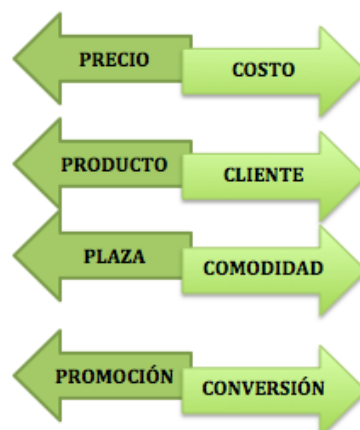 PRECIO
COSTO
PRODUCTO
CLIENTE
PLAZA
COMODIDAD
PROMOCIÓN
CONVERSIÓN